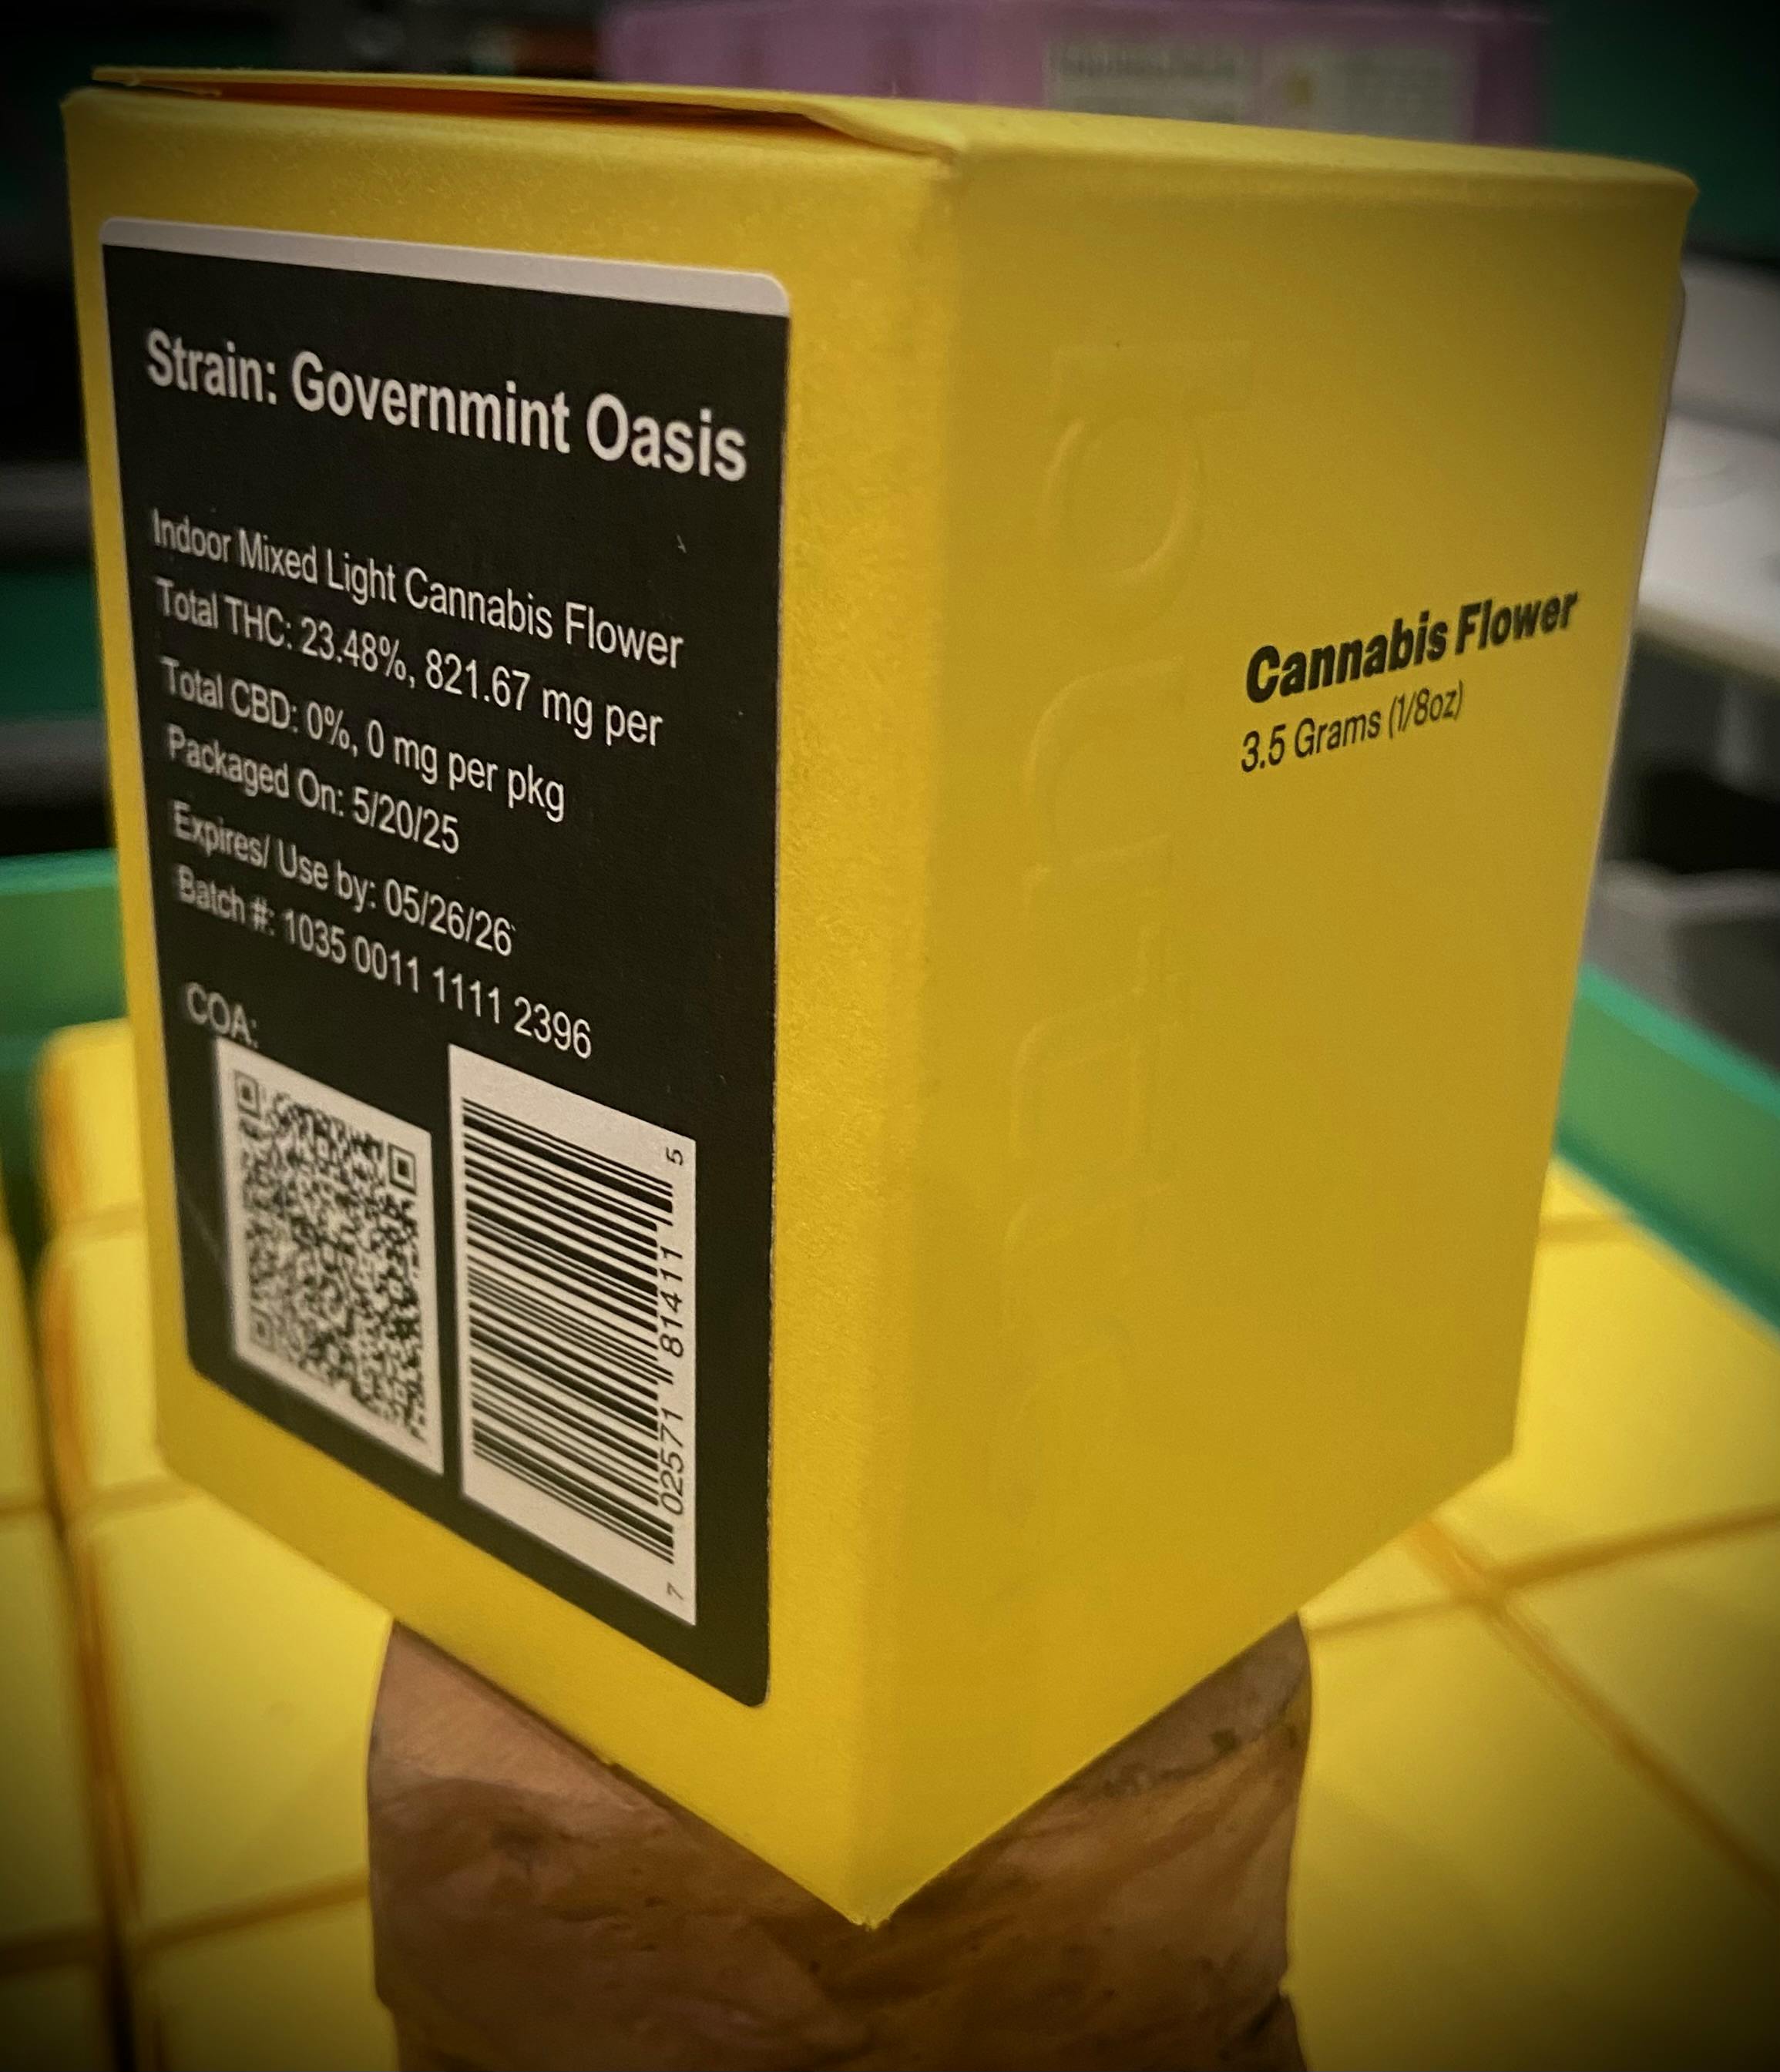 Strain: Governmint Oasis
Indoor Mixed Light Cannabis Flower
Total THC: 23.48%, 821.67 mg per
Total CBD: 0%, 0 mg per pkg
Packaged On: 5/20/25
Expires/ Use by: 05/26/26
Batch #: 1035 0011 1111 2396
COA:
7 02571 81411 5
Cannabis Flower
3.5 Grams (1/8oz)